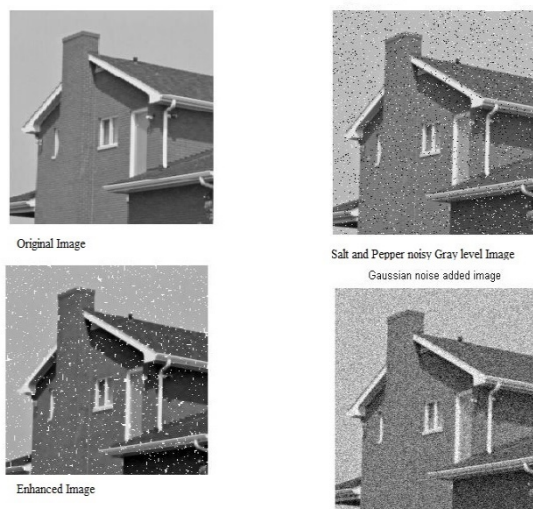 Original Image
Salt and Pepper noisy Gray level Image
Gaussian noise added image
Enhanced Image